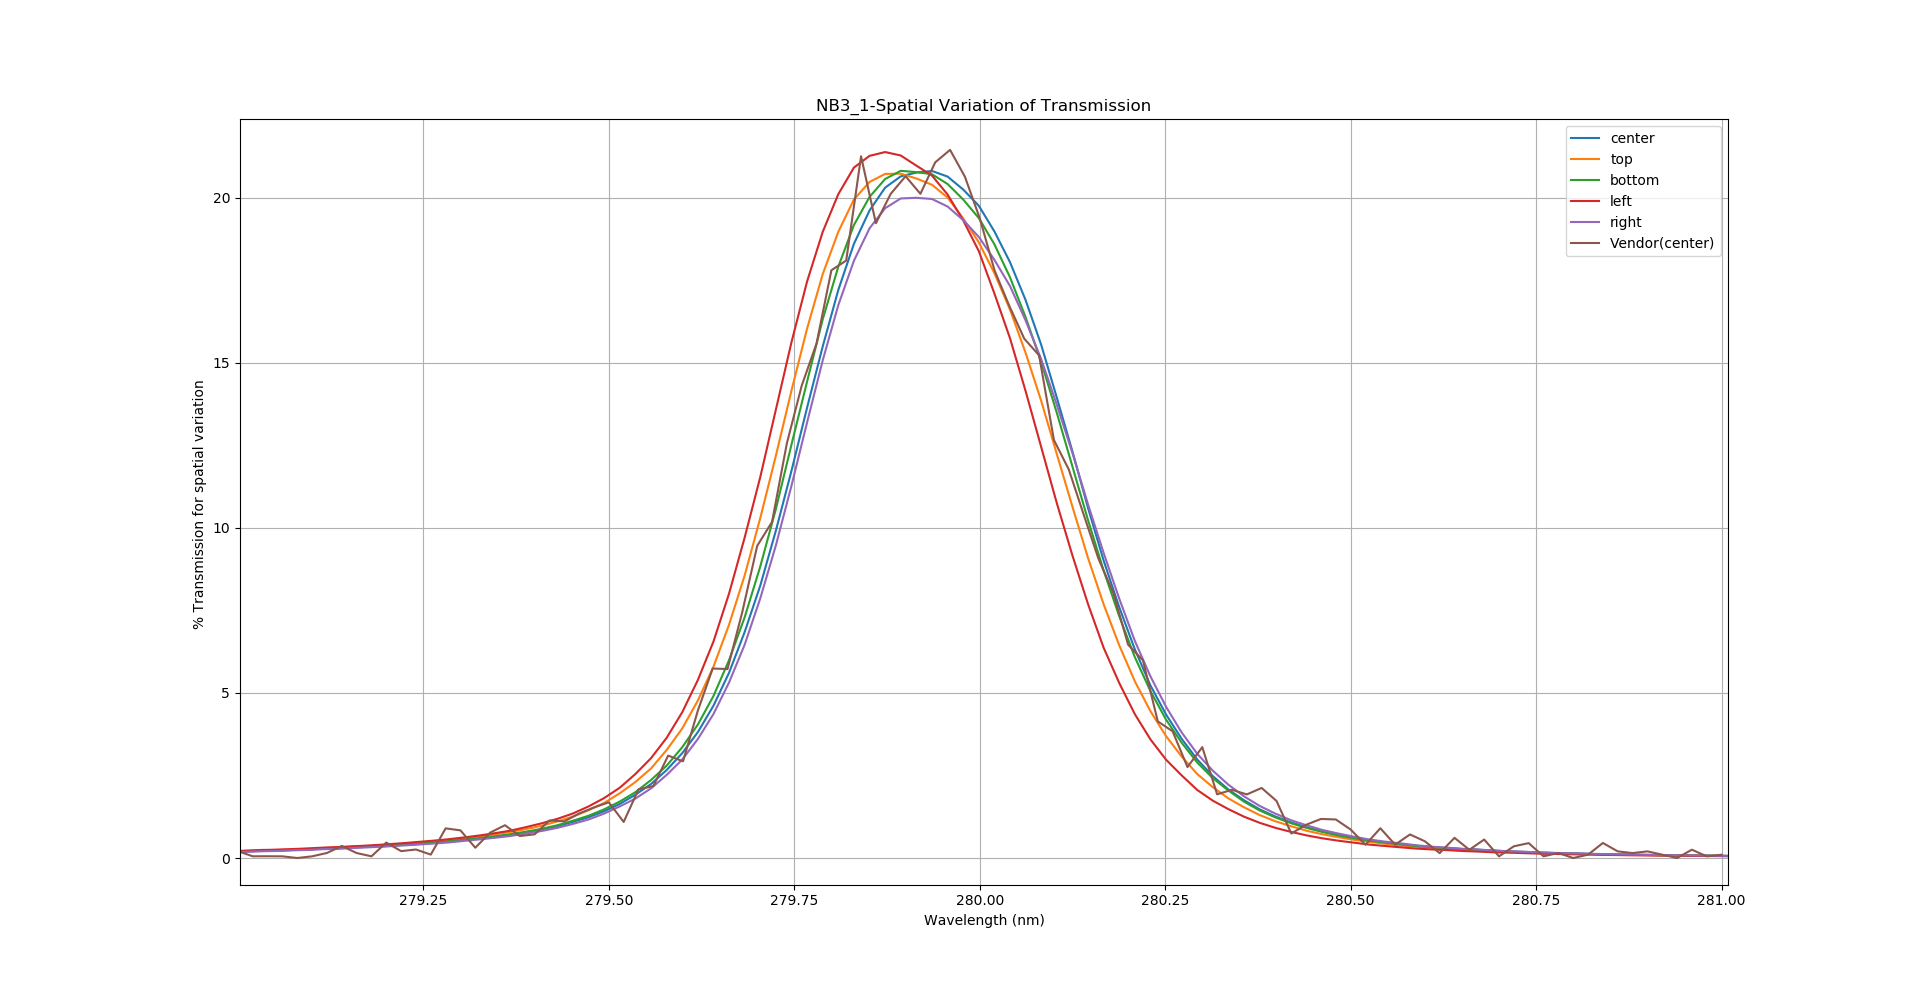 NB3_1-Spatial Variation of Transmission
center
top
bottom
left
right
Vendor(center)
% Transmission for spatial variation
20
15
10
5
0
279.25 279.50 279.75 280.00 280.25 280.50 280.75 281.00
Wavelength (nm)